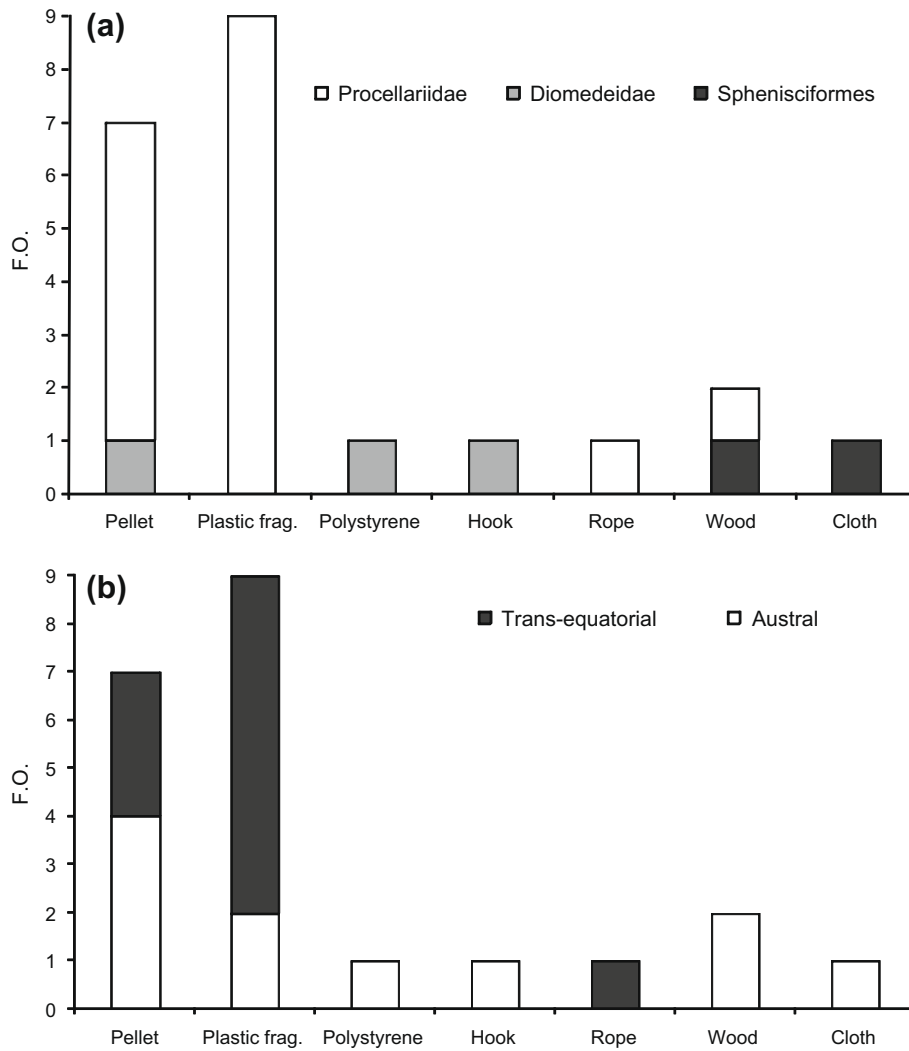 (a)
Procellariidae Diomedeidae Sphenisciformes
9
8
7
6
5
4
3
2
1
0
F.O.
Pellet Plastic frag. Polystyrene Hook Rope Wood Cloth
(b)
Trans-equatorial Austral
9
8
7
6
5
4
3
2
1
0
F.O.
Pellet Plastic frag. Polystyrene Hook Rope Wood Cloth